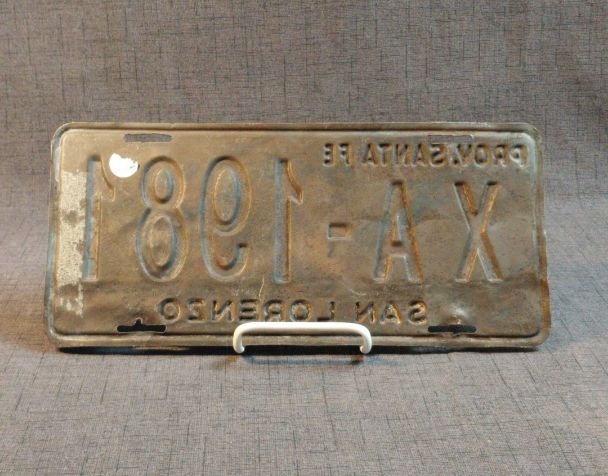 PROV. SANTA FE
XA-1981
SAN LORENZO